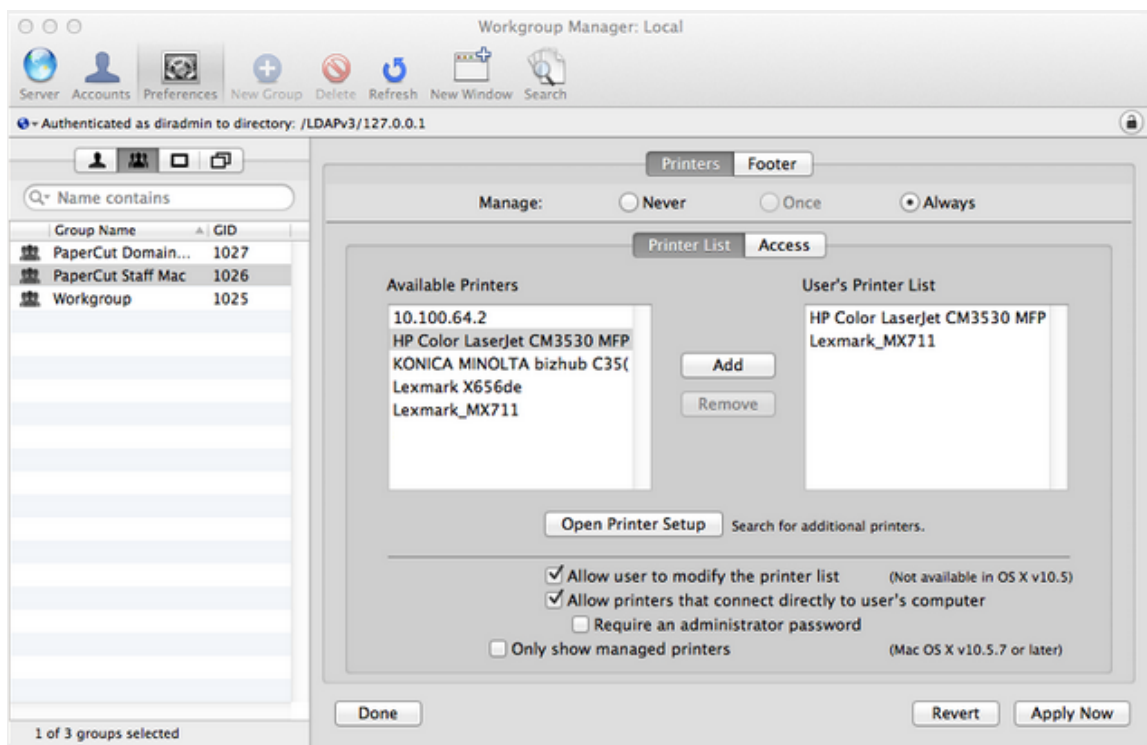 Workgroup Manager: Local
Server Accounts Preferences New Group Delete Refresh New Window Search
Authenticated as diradmin to directory: /LDAPv3/127.0.0.1
Printers Footer
Name contains
Manage: Never Once Always
Group Name GID
PaperCut Domain... 1027
PaperCut Staff Mac 1026
Workgroup 1025
Printer List Access
Available Printers
10.100.64.2
HP Color LaserJet CM3530 MFP
KONICA MINOLTA bizhub C35(
Lexmark X656de
Lexmark_MX711
Add
Remove
User's Printer List
HP Color LaserJet CM3530 MFP
Lexmark_MX711
Open Printer Setup Search for additional printers.
Allow user to modify the printer list (Not available in OS X v10.5)
Allow printers that connect directly to user's computer
Require an administrator password
Only show managed printers (Mac OS X v10.5.7 or later)
Done Revert Apply Now
1 of 3 groups selected